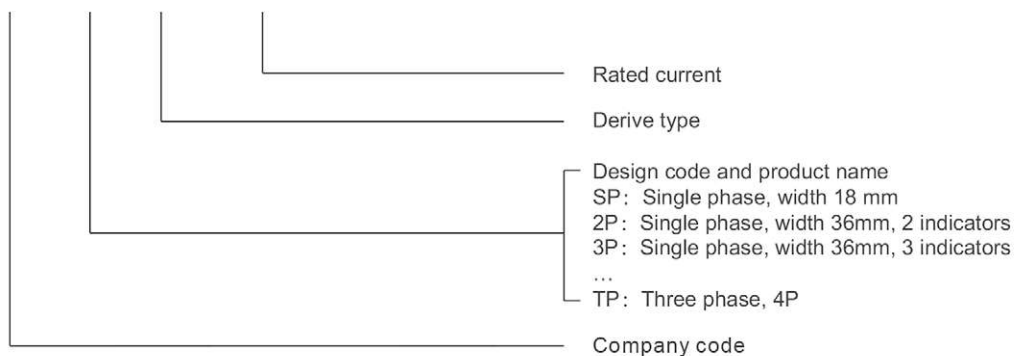 Rated current
Derive type
Design code and product name
SP: Single phase, width 18 mm
2P: Single phase, width 36mm, 2 indicators
3P: Single phase, width 36mm, 3 indicators
...
TP: Three phase, 4P
Company code